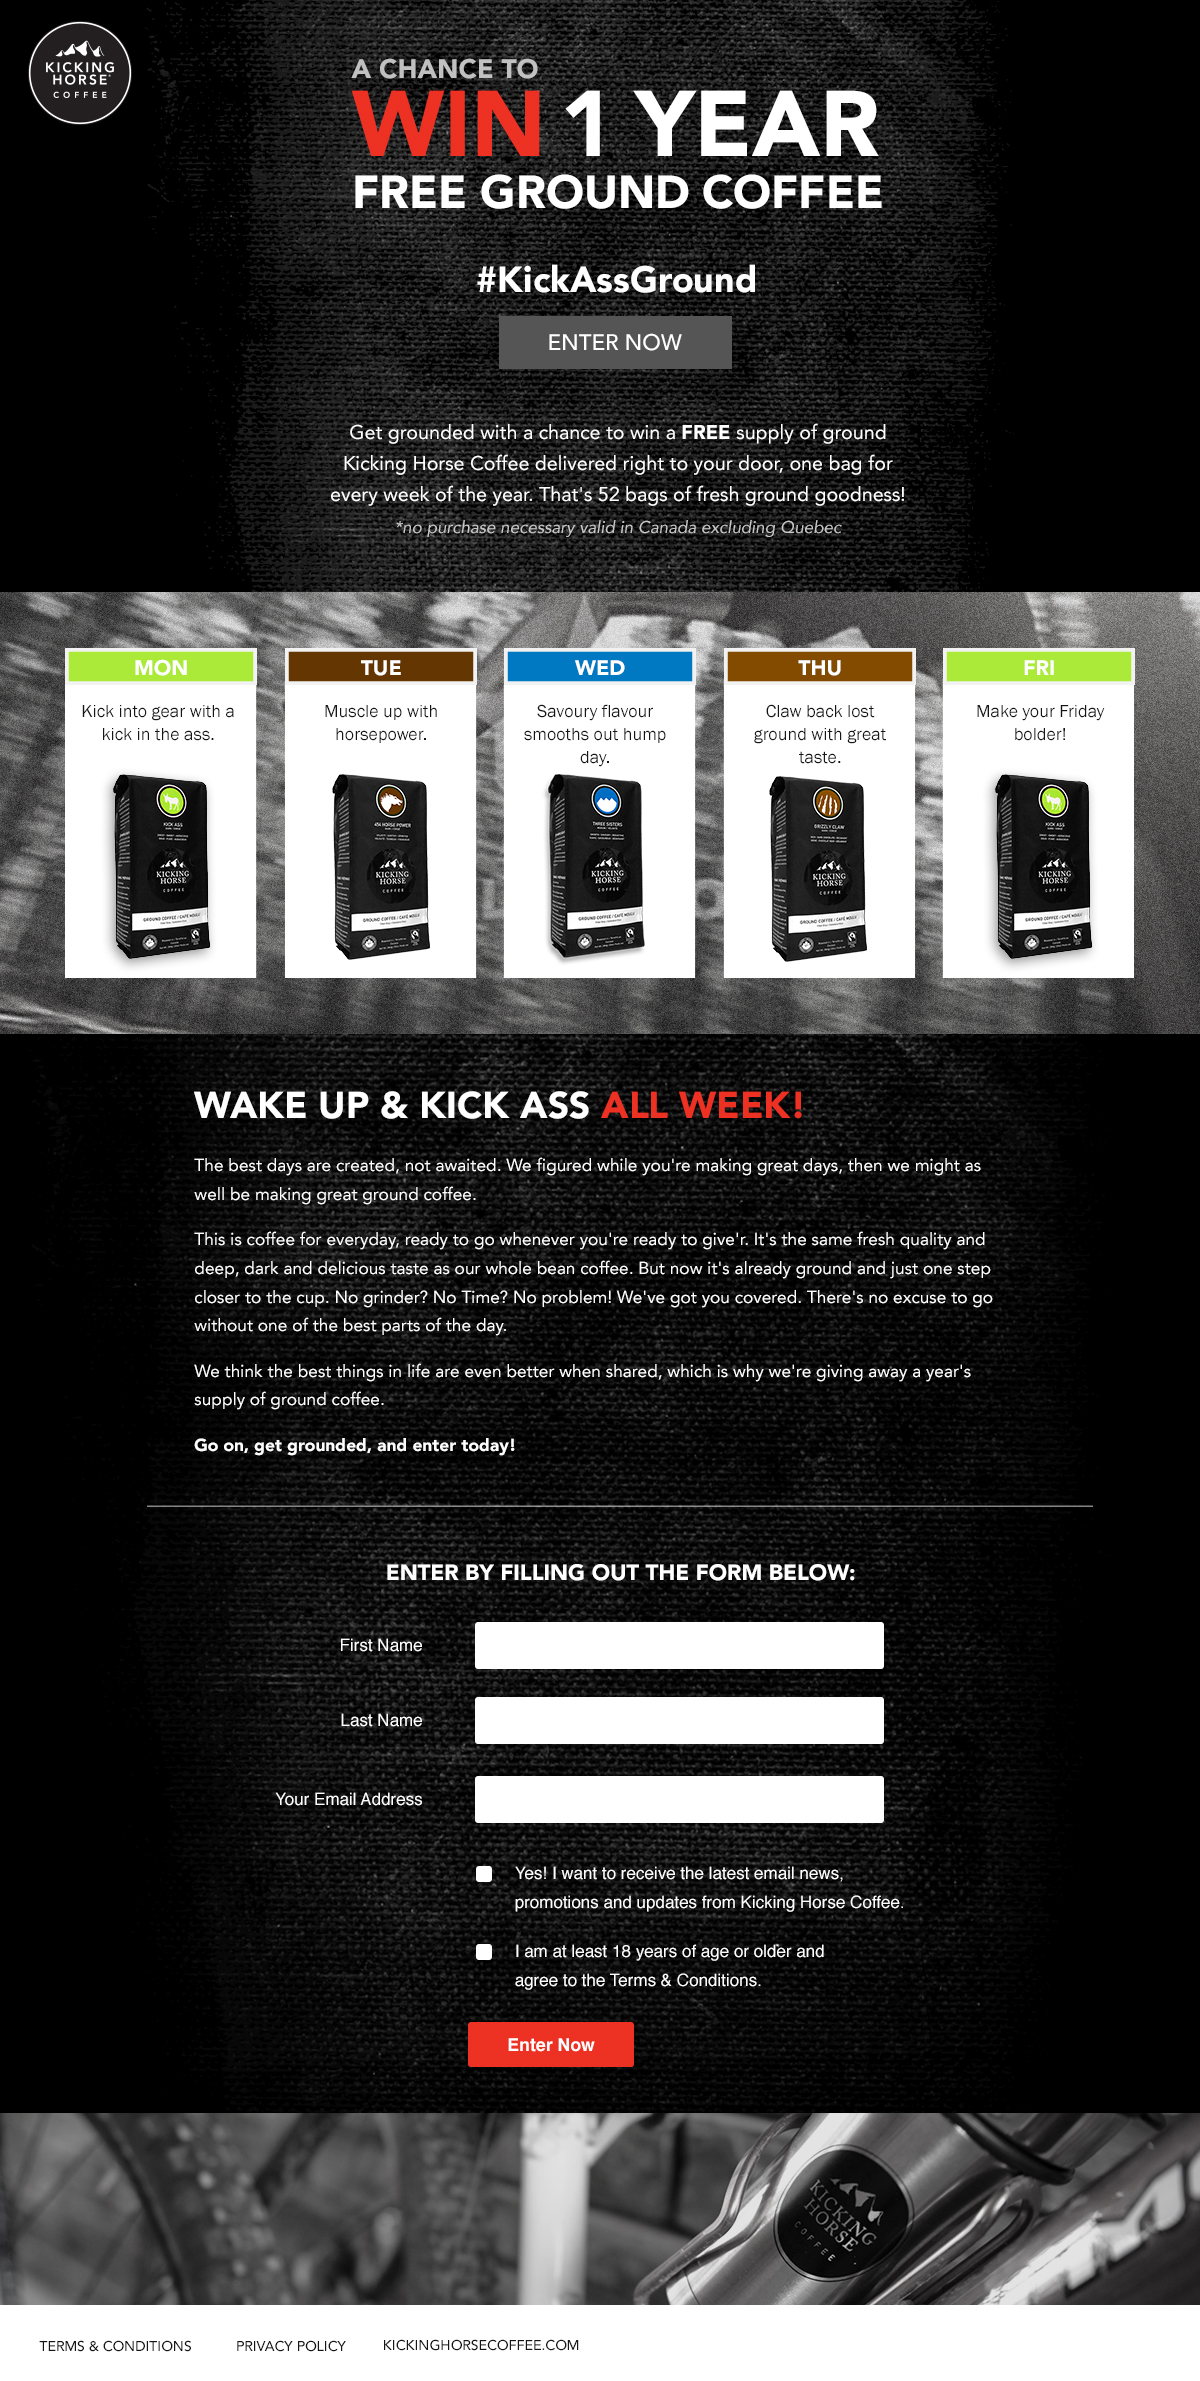 KICKING
HORSE
COFFEE
A CHANCE TO
WIN 1 YEAR
FREE GROUND COFFEE
#KickAssGround
ENTER NOW
Get grounded with a chance to win a FREE supply of ground
Kicking Horse Coffee delivered right to your door, one bag for
every week of the year. That's 52 bags of fresh ground goodness!
*no purchase necessary valid in Canada excluding Quebec
MON
Kick into gear with a
kick in the ass.
KICK ASS
KICKING
HORSE
COFFEE
GROUND COFFEE / CAFÉ MOULU
TUE
Muscle up with
horsepower.
454 HORSE POWER
KICKING
HORSE
COFFEE
GROUND COFFEE / CAFÉ MOULU
WED
Savoury flavour
smooths out hump
day.
THREE SISTERS
KICKING
HORSE
COFFEE
GROUND COFFEE / CAFÉ MOULU
THU
Claw back lost
ground with great
taste.
GRIZZLY CLAW
KICKING
HORSE
COFFEE
GROUND COFFEE / CAFÉ MOULU
FRI
Make your Friday
bolder!
KICK ASS
KICKING
HORSE
COFFEE
GROUND COFFEE / CAFÉ MOULU
WAKE UP & KICK ASS ALL WEEK!
The best days are created, not awaited. We figured while you're making great days, then we might as
well be making great ground coffee.
This is coffee for everyday, ready to go whenever you're ready to give'r. It's the same fresh quality and
deep, dark and delicious taste as our whole bean coffee. But now it's already ground and just one step
closer to the cup. No grinder? No Time? No problem! We've got you covered. There's no excuse to go
without one of the best parts of the day.
We think the best things in life are even better when shared, which is why we're giving away a year's
supply of ground coffee.
Go on, get grounded, and enter today!
ENTER BY FILLING OUT THE FORM BELOW:
First Name
Last Name
Your Email Address
Yes! I want to receive the latest email news,
promotions and updates from Kicking Horse Coffee.
I am at least 18 years of age or older and
agree to the Terms & Conditions.
Enter Now
KICKING
HORSE
COFFEE
TERMS & CONDITIONS PRIVACY POLICY KICKINGHORSECOFFEE.COM